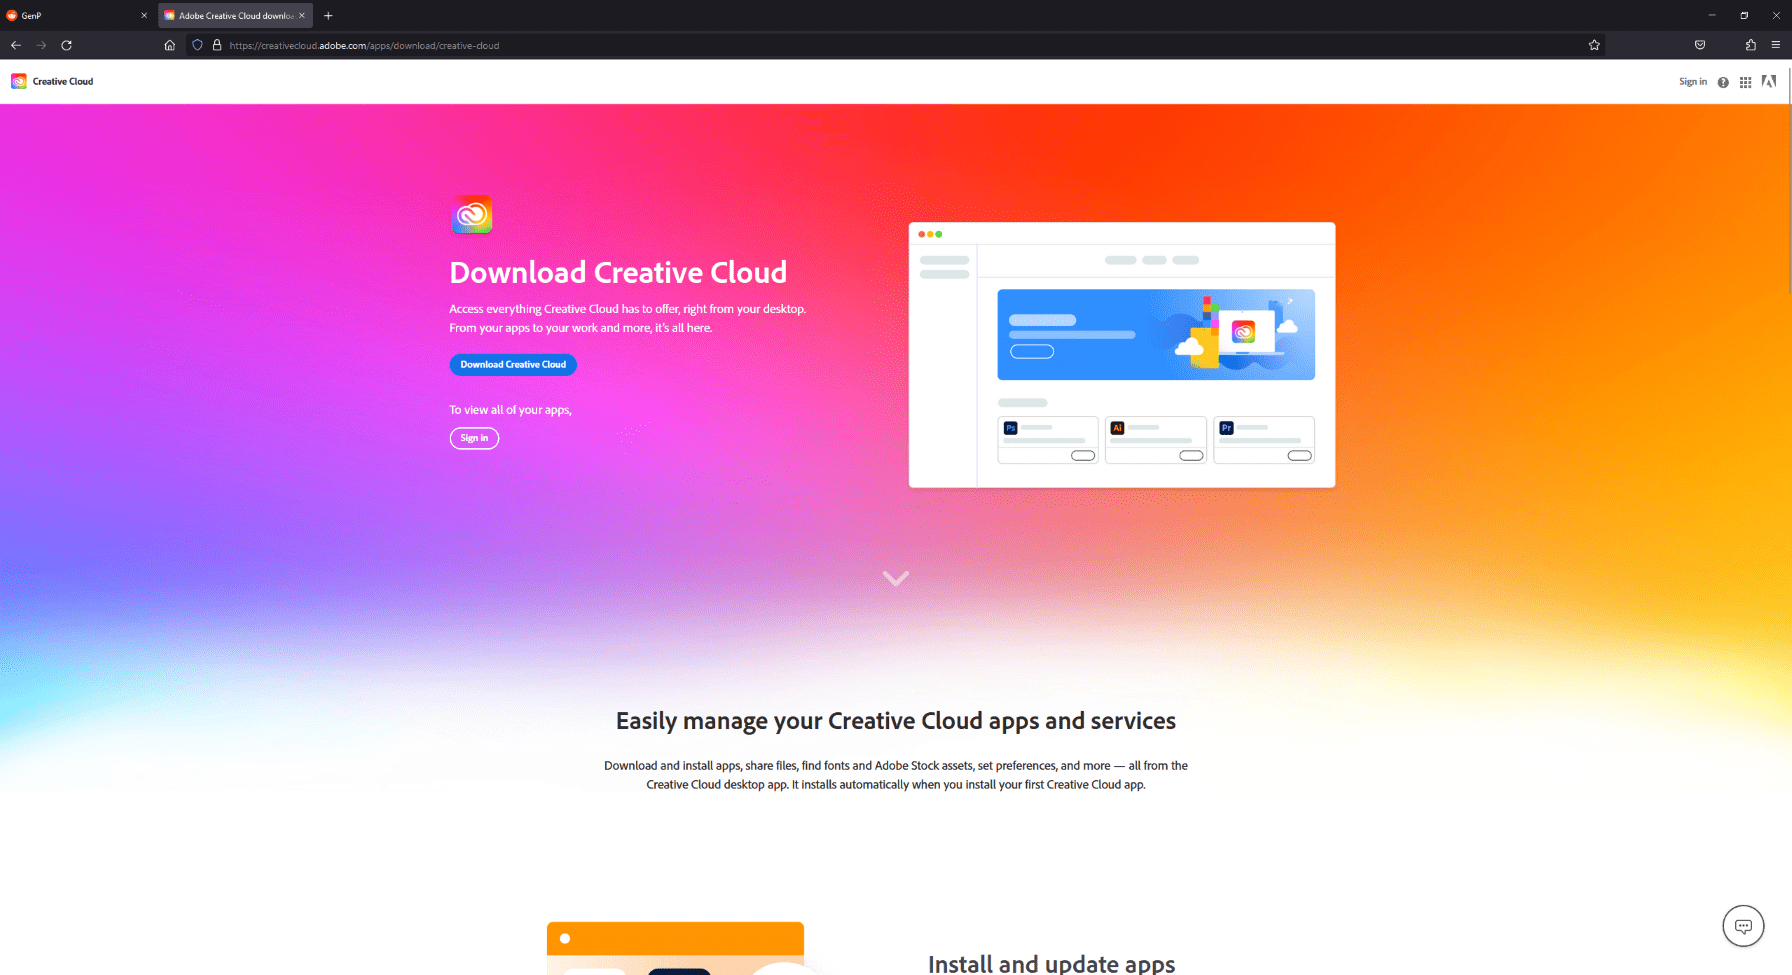 GenP
Adobe Creative Cloud downloa
https://creativecloud.adobe.com/apps/download/creative-cloud
Creative Cloud
Sign in
Download Creative Cloud
Access everything Creative Cloud has to offer, right from your desktop.
From your apps to your work and more, it's all here.
Download Creative Cloud
To view all of your apps,
Sign in
Ps
Ai
Pr
Easily manage your Creative Cloud apps and services
Download and install apps, share files, find fonts and Adobe Stock assets, set preferences, and more — all from the
Creative Cloud desktop app. It installs automatically when you install your first Creative Cloud app.
Install and update apps